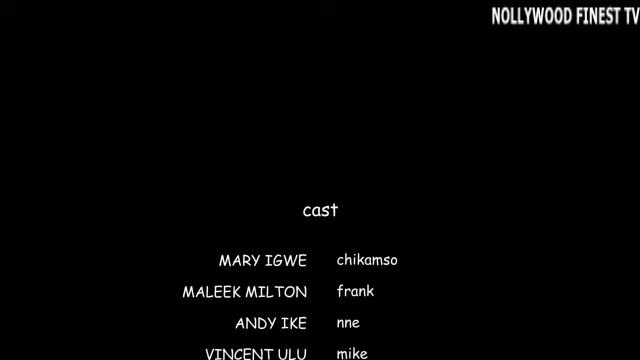 NOLLYWOOD FINEST TV
cast
MARY IGWE chikamso
MALEEK MILTON frank
ANDY IKE nne
VINCENT ULU mike